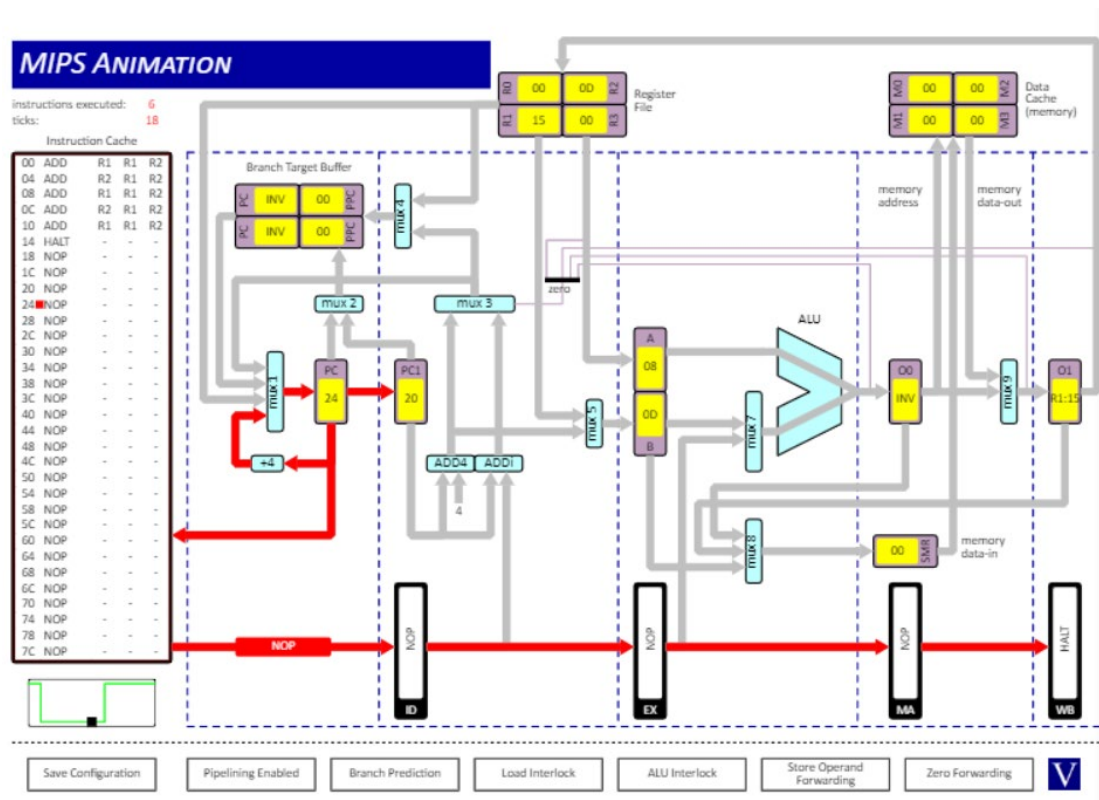 MIPS ANIMATION
instructions executed: 6
ticks: 18
Instruction Cache
00 ADD R1 R1 R2
04 ADD R2 R1 R2
08 ADD R1 R1 R2
0C ADD R2 R1 R2
10 ADD R1 R1 R2
14 HALT - - -
18 NOP - - -
1C NOP - - -
20 NOP - - -
24 NOP - - -
28 NOP - - -
2C NOP - - -
30 NOP - - -
34 NOP - - -
38 NOP - - -
3C NOP - - -
40 NOP - - -
44 NOP - - -
48 NOP - - -
4C NOP - - -
50 NOP - - -
54 NOP - - -
58 NOP - - -
5C NOP - - -
60 NOP - - -
64 NOP - - -
68 NOP - - -
6C NOP - - -
70 NOP - - -
74 NOP - - -
78 NOP - - -
7C NOP - - -
R0 00 0D R2
R1 15 00 R3
Register
File
M0 00 00 M2
M1 00 00 M3
Data
Cache
(memory)
Branch Target Buffer
PC INV 00 PPC
PC INV 00 PPC
mux 4
memory
address
memory
data-out
zero
mux 2
mux 3
ALU
mux 1
PC
24
PC1
20
+4
ADD4
ADDi
4
mux 5
A
08
0D
B
mux 7
mux 8
O0
INV
mux 9
O1
R1:15
00 SMR
memory
data-in
NOP
NOP
ID
NOP
EX
NOP
MA
HALT
WB
Save Configuration
Pipelining Enabled
Branch Prediction
Load Interlock
ALU Interlock
Store Operand
Forwarding
Zero Forwarding
V